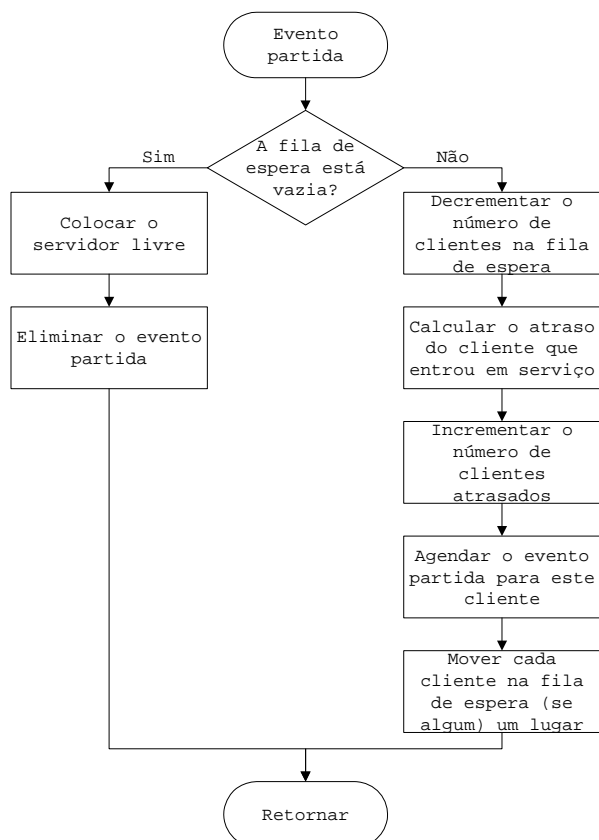 Evento
partida
A fila de
espera está
vazia?
Sim
Não
Colocar o
servidor livre
Eliminar o evento
partida
Decrementar o
número de
clientes na fila
de espera
Calcular o atraso
do cliente que
entrou em serviço
Incrementar o
número de
clientes
atrasados
Agendar o evento
partida para este
cliente
Mover cada
cliente na fila
de espera (se
algum) um lugar
Retornar